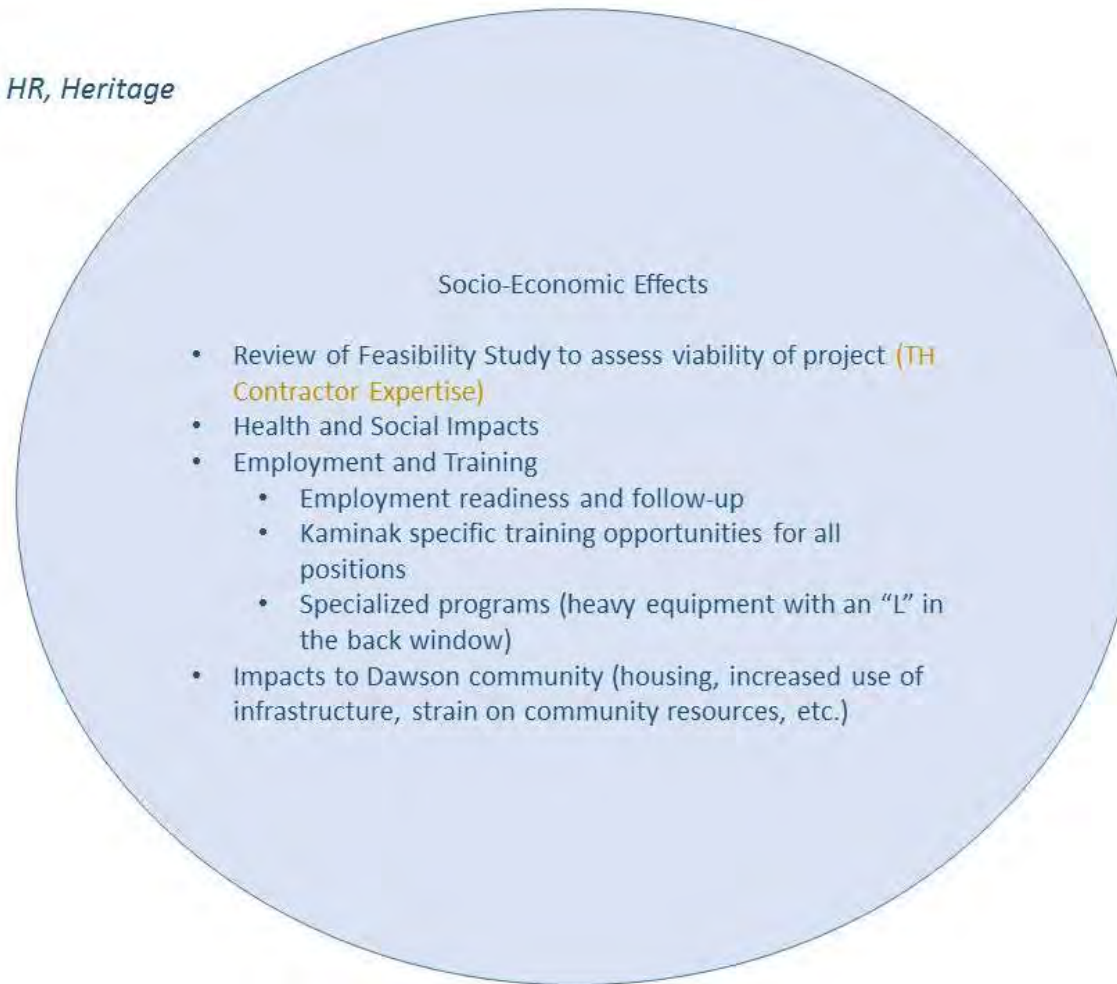 HR, Heritage
Socio-Economic Effects
• Review of Feasibility Study to assess viability of project (TH
Contractor Expertise)
• Health and Social Impacts
• Employment and Training
• Employment readiness and follow-up
• Kaminak specific training opportunities for all
positions
• Specialized programs (heavy equipment with an “L” in
the back window)
• Impacts to Dawson community (housing, increased use of
infrastructure, strain on community resources, etc.)